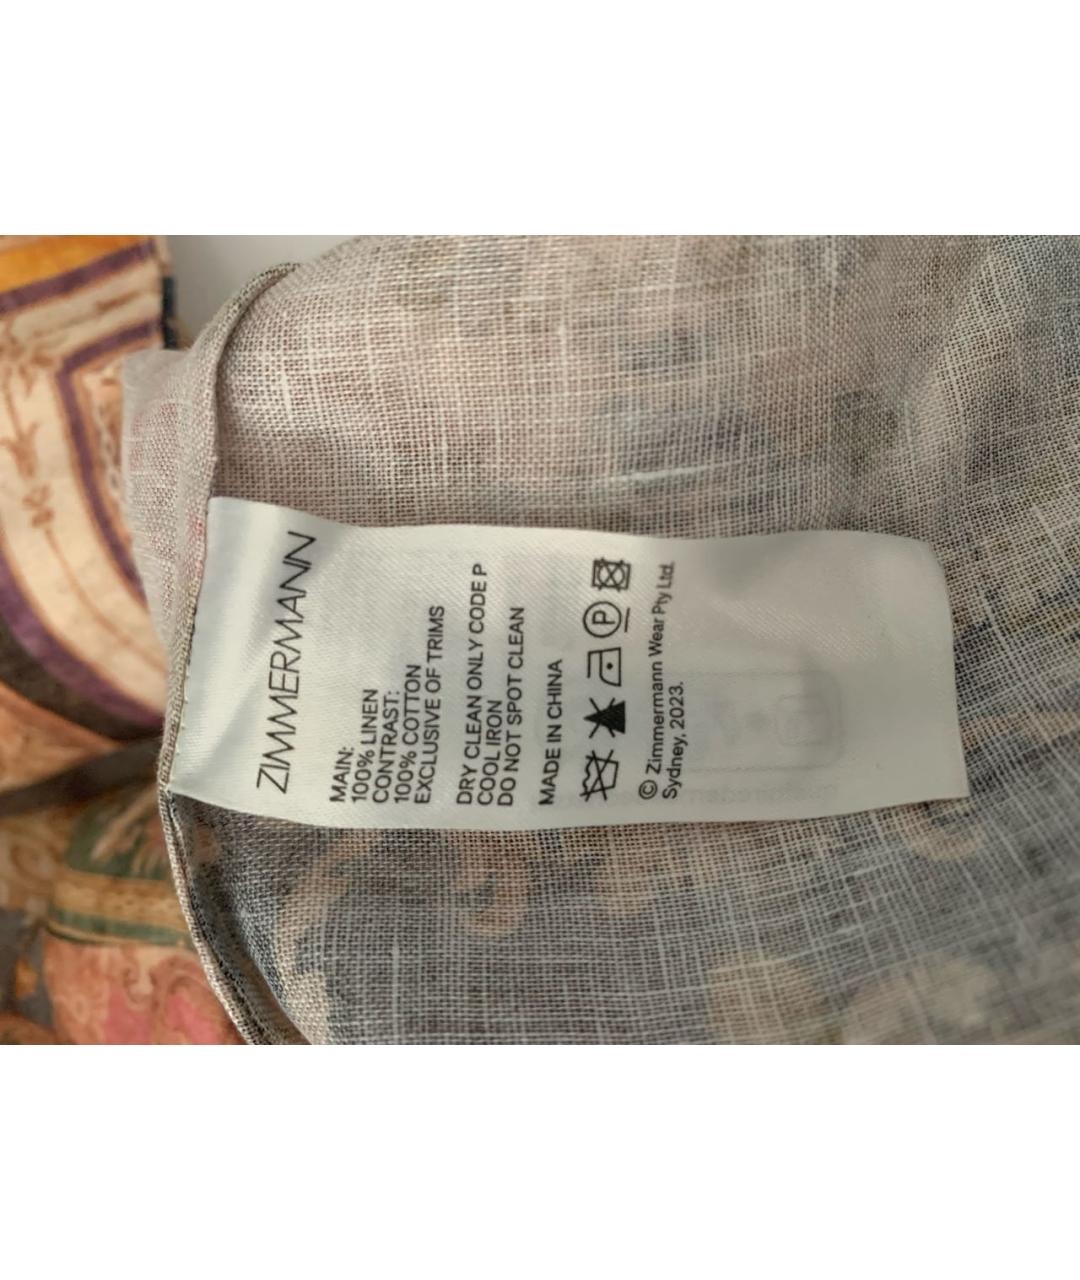 ZIMMERMANN
MAIN:
100% LINEN
CONTRAST:
100% COTTON
EXCLUSIVE OF TRIMS
DRY CLEAN ONLY CODE P
COOL IRON
DO NOT SPOT CLEAN
MADE IN CHINA
P
© Zimmermann Wear Pty Ltd.
Sydney, 2023.